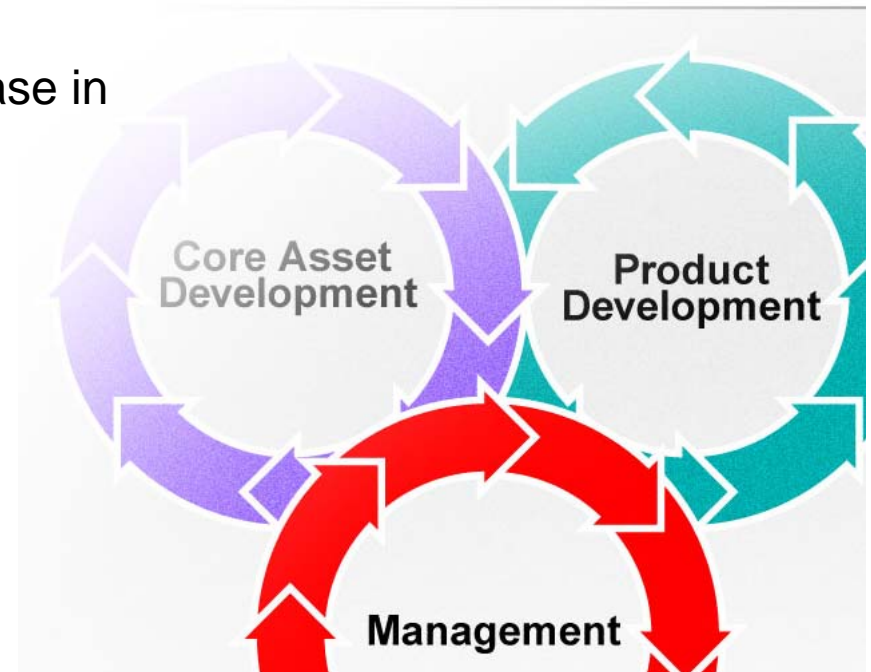 ase in
Core Asset
Development
Product
Development
Management